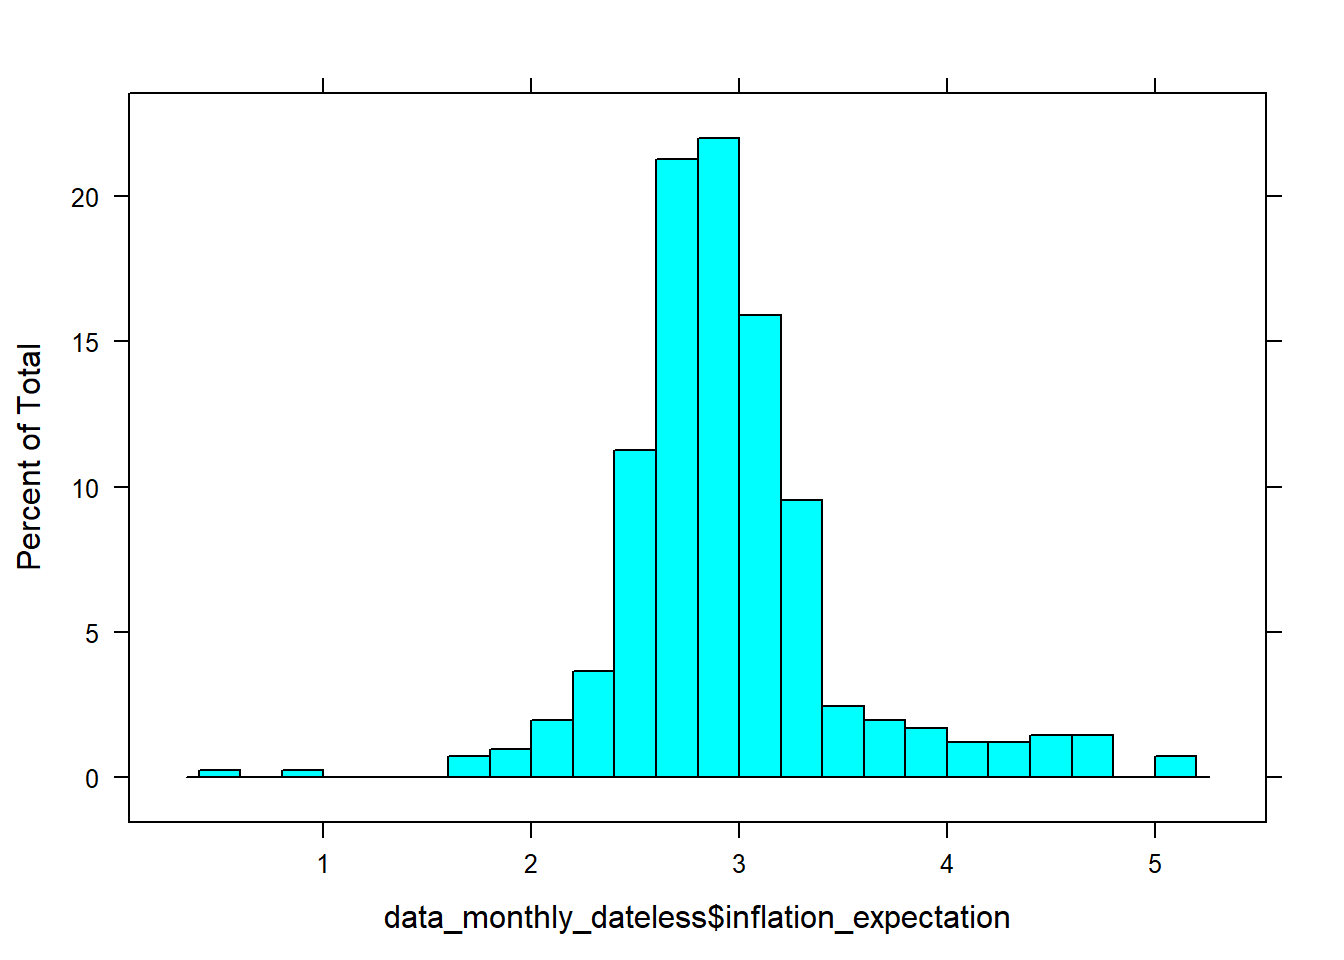 Percent of Total
20
15
10
5
0
1 2 3 4 5
data_monthly_dateless$inflation_expectation